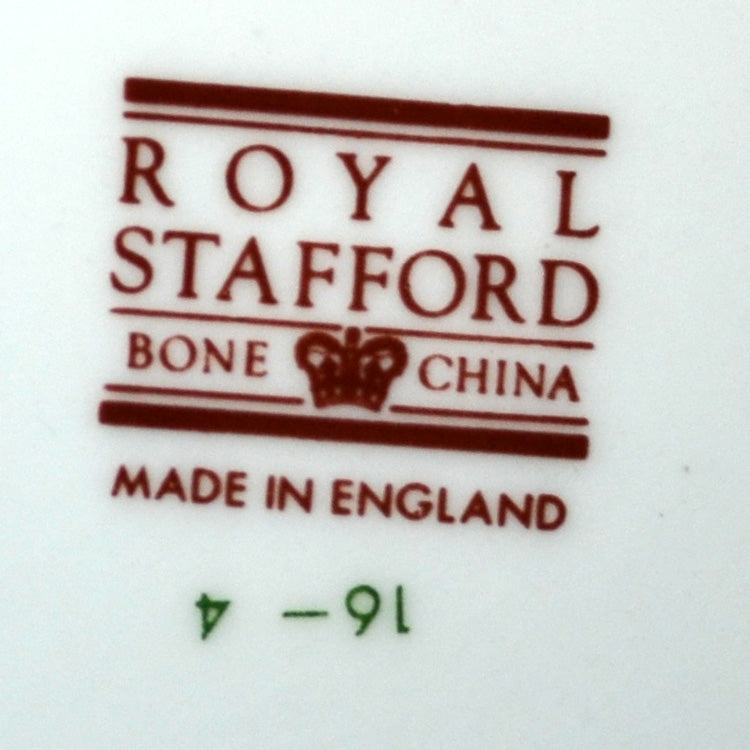 ROYAL
STAFFORD
BONE CHINA
MADE IN ENGLAND
16 – 4